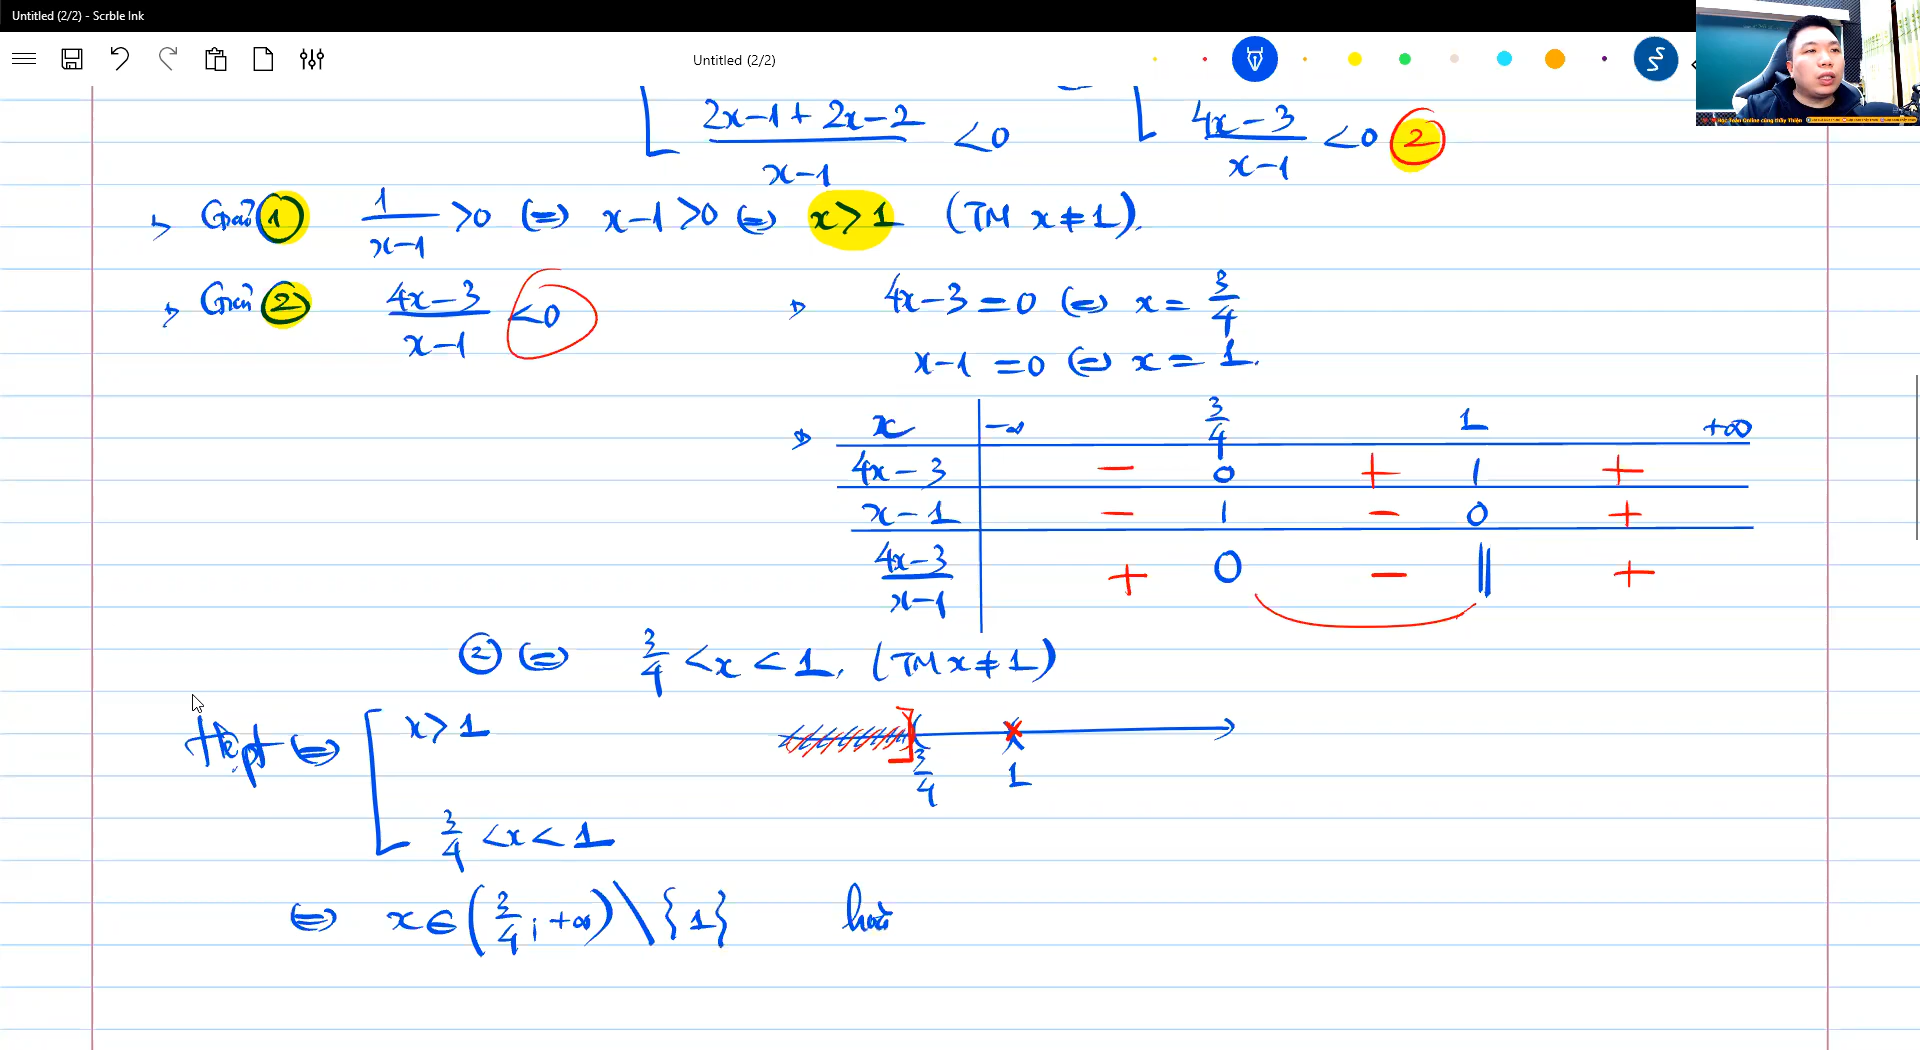 Untitled (2/2) - Scrble Ink
Untitled (2/2)
2x-1+2x-2 / x-1 <0
4x-3 / x-1 <0 2
Giải 1 1/x-1 >0 ⇔ x-1>0 ⇔ x>1 (TM x≠1).
Giải 2 4x-3 / x-1 <0
4x-3=0 ⇔ x=3/4
x-1=0 ⇔ x=1.
x -∞ 3/4 1 +∞
4x-3 - 0 + | +
x-1 - | - 0 +
4x-3 / x-1 + 0 - || +
2 ⇔ 3/4 <x<1. (TM x≠1)
Hệ pt ⇔ x>1
3/4 <x<1
3/4 1
⇔ x∈(3/4; +∞)\{1} hoặ